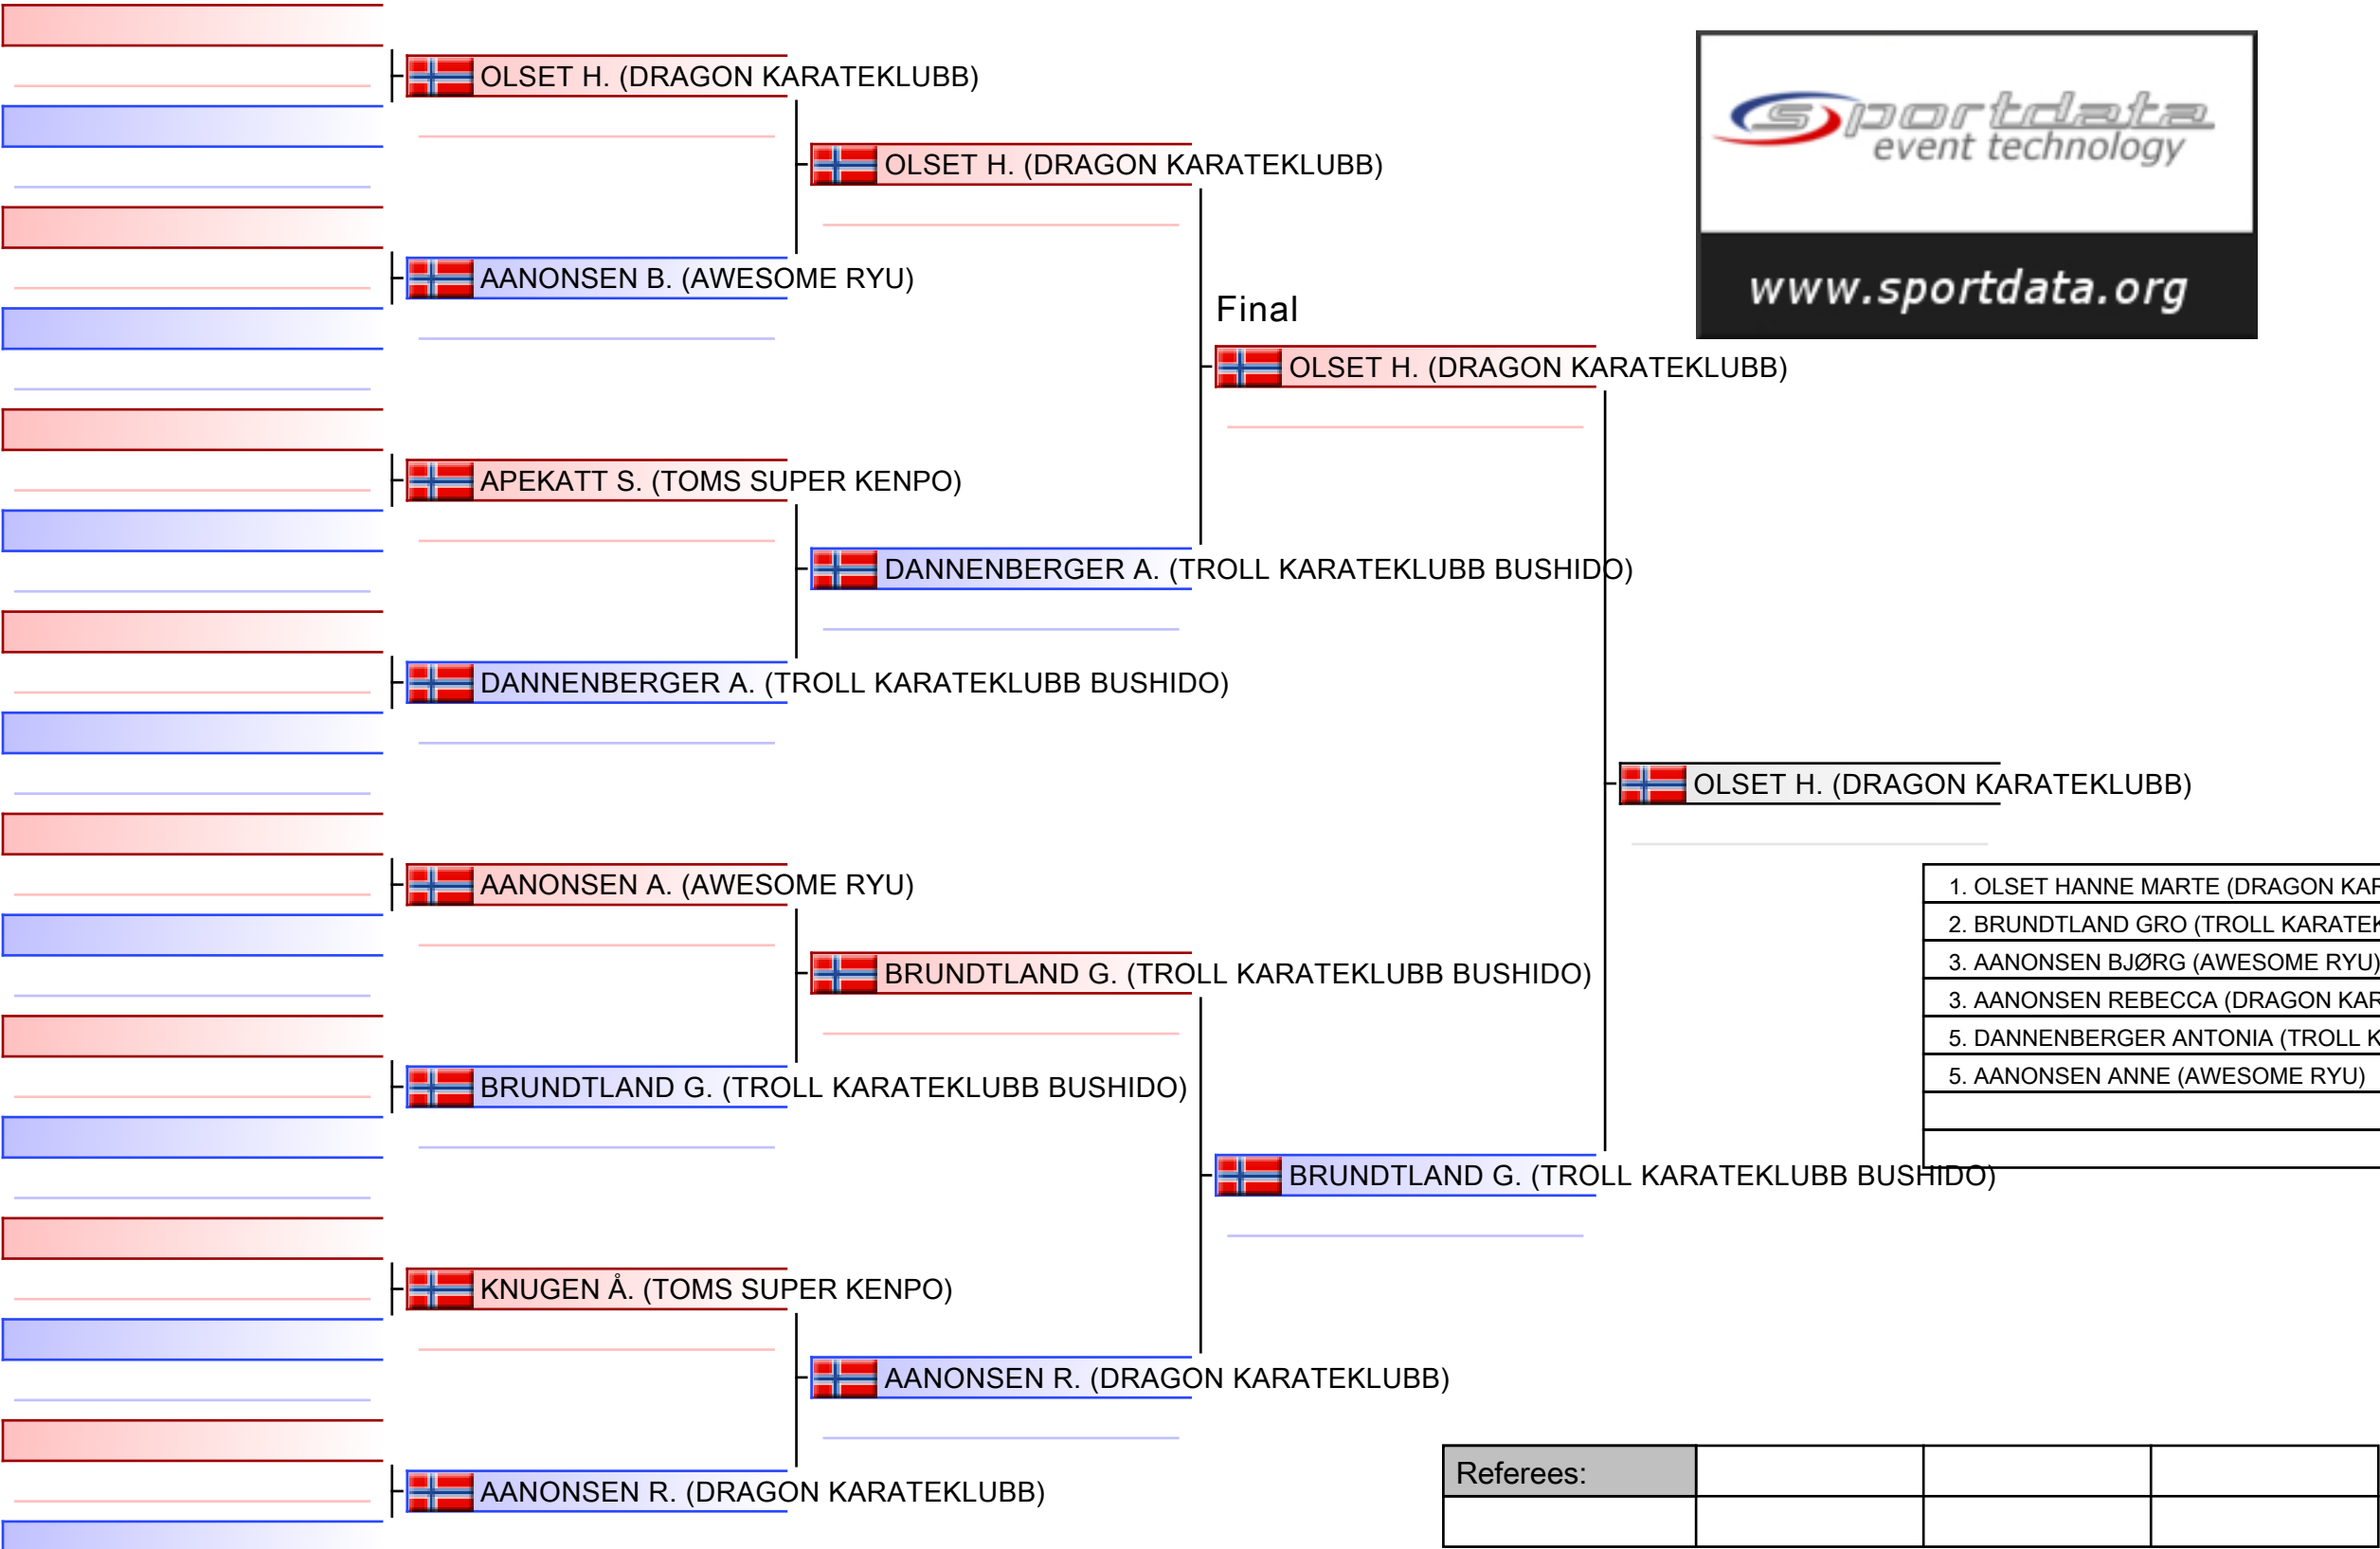 OLSET H. (DRAGON KARATEKLUBB)
sportdata
event technology
www.sportdata.org
OLSET H. (DRAGON KARATEKLUBB)
AANONSEN B. (AWESOME RYU)
Final
OLSET H. (DRAGON KARATEKLUBB)
APEKATT S. (TOMS SUPER KENPO)
DANNENBERGER A. (TROLL KARATEKLUBB BUSHIDO)
DANNENBERGER A. (TROLL KARATEKLUBB BUSHIDO)
OLSET H. (DRAGON KARATEKLUBB)
AANONSEN A. (AWESOME RYU)
1. OLSET HANNE MARTE (DRAGON KAR
2. BRUNDTLAND GRO (TROLL KARATEK
3. AANONSEN BJØRG (AWESOME RYU)
3. AANONSEN REBECCA (DRAGON KAR
5. DANNENBERGER ANTONIA (TROLL K
5. AANONSEN ANNE (AWESOME RYU)
BRUNDTLAND G. (TROLL KARATEKLUBB BUSHIDO)
BRUNDTLAND G. (TROLL KARATEKLUBB BUSHIDO)
BRUNDTLAND G. (TROLL KARATEKLUBB BUSHIDO)
KNUGEN Å. (TOMS SUPER KENPO)
AANONSEN R. (DRAGON KARATEKLUBB)
Referees:
AANONSEN R. (DRAGON KARATEKLUBB)